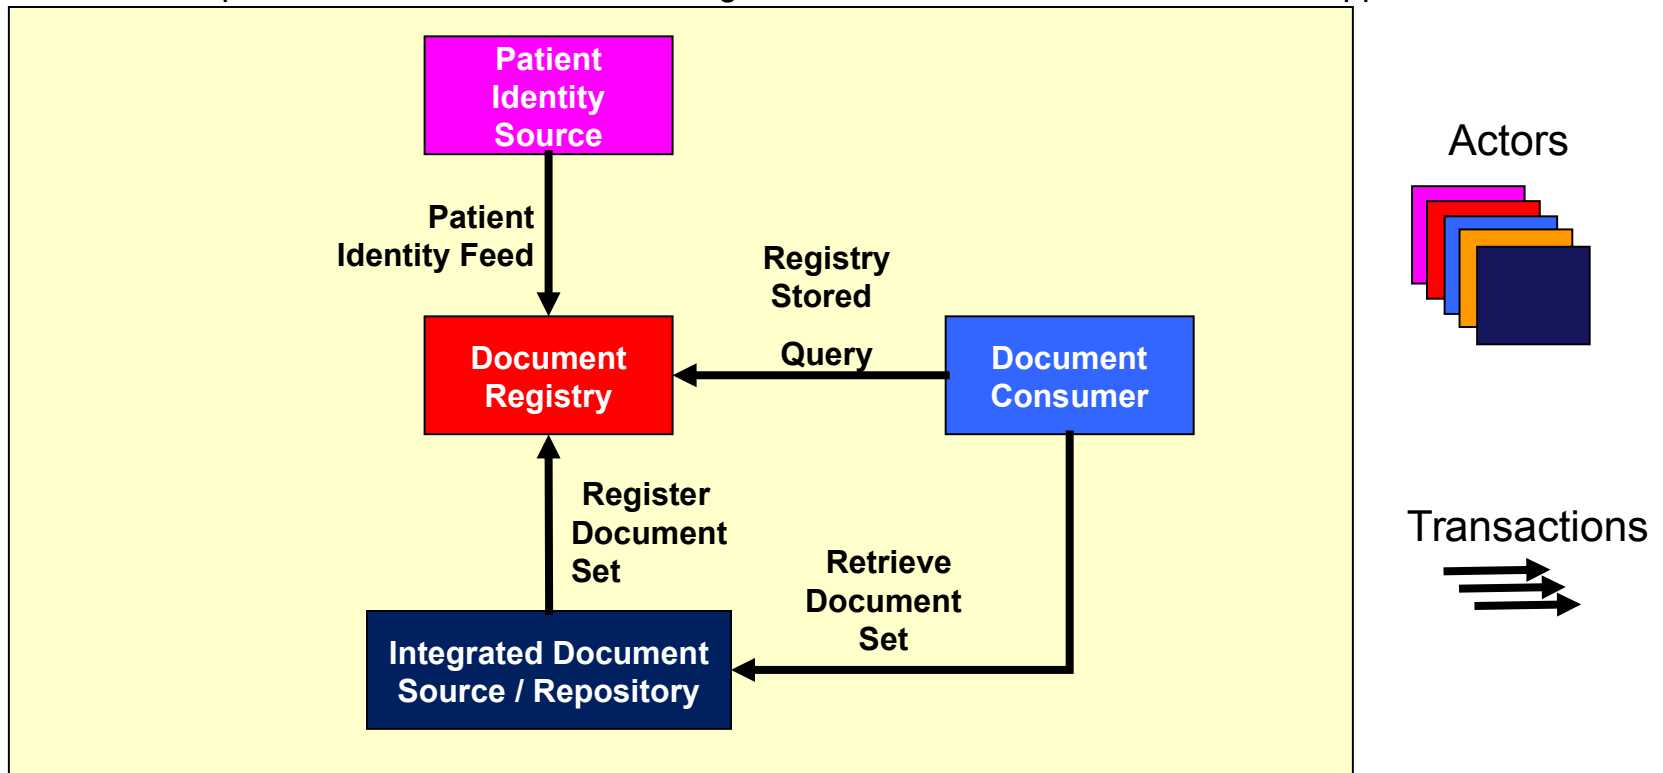 Patient
Identity
Source
Patient
Identity Feed
Registry
Stored
Query
Document
Registry
Document
Consumer
Register
Document
Set
Retrieve
Document
Set
Integrated Document
Source / Repository
Actors
Transactions